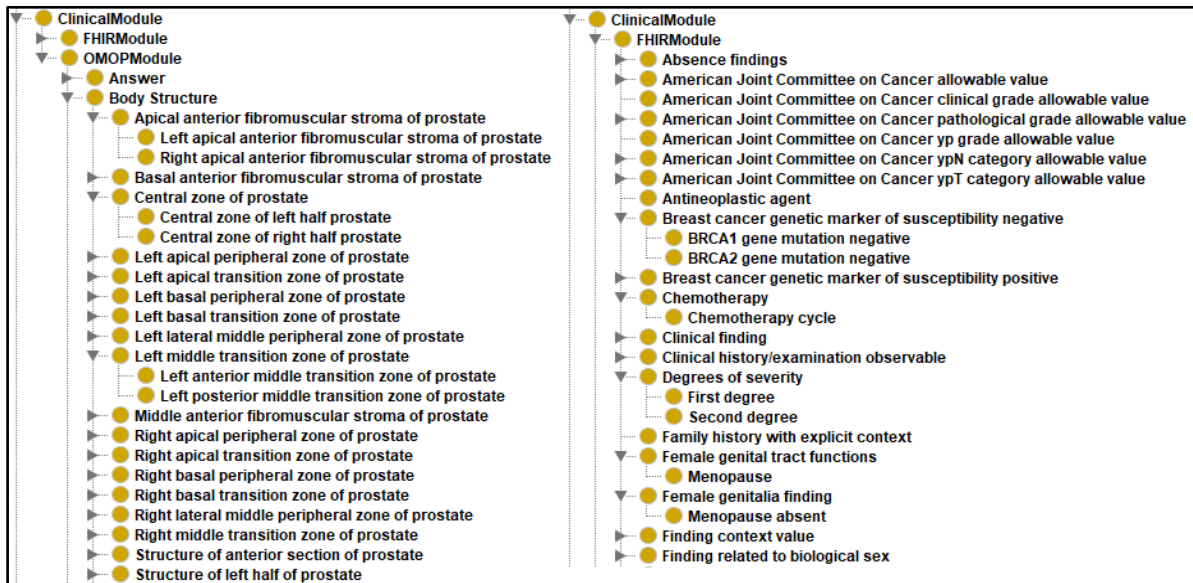 ClinicalModule
FHIRModule
OMOPModule
Answer
Body Structure
Apical anterior fibromuscular stroma of prostate
Left apical anterior fibromuscular stroma of prostate
Right apical anterior fibromuscular stroma of prostate
Basal anterior fibromuscular stroma of prostate
Central zone of prostate
Central zone of left half prostate
Central zone of right half prostate
Left apical peripheral zone of prostate
Left apical transition zone of prostate
Left basal peripheral zone of prostate
Left basal transition zone of prostate
Left lateral middle peripheral zone of prostate
Left middle transition zone of prostate
Left anterior middle transition zone of prostate
Left posterior middle transition zone of prostate
Middle anterior fibromuscular stroma of prostate
Right apical peripheral zone of prostate
Right apical transition zone of prostate
Right basal peripheral zone of prostate
Right basal transition zone of prostate
Right lateral middle peripheral zone of prostate
Right middle transition zone of prostate
Structure of anterior section of prostate
Structure of left half of prostate
ClinicalModule
FHIRModule
Absence findings
American Joint Committee on Cancer allowable value
American Joint Committee on Cancer clinical grade allowable value
American Joint Committee on Cancer pathological grade allowable value
American Joint Committee on Cancer yp grade allowable value
American Joint Committee on Cancer ypN category allowable value
American Joint Committee on Cancer ypT category allowable value
Antineoplastic agent
Breast cancer genetic marker of susceptibility negative
BRCA1 gene mutation negative
BRCA2 gene mutation negative
Breast cancer genetic marker of susceptibility positive
Chemotherapy
Chemotherapy cycle
Clinical finding
Clinical history/examination observable
Degrees of severity
First degree
Second degree
Family history with explicit context
Female genital tract functions
Menopause
Female genitalia finding
Menopause absent
Finding context value
Finding related to biological sex